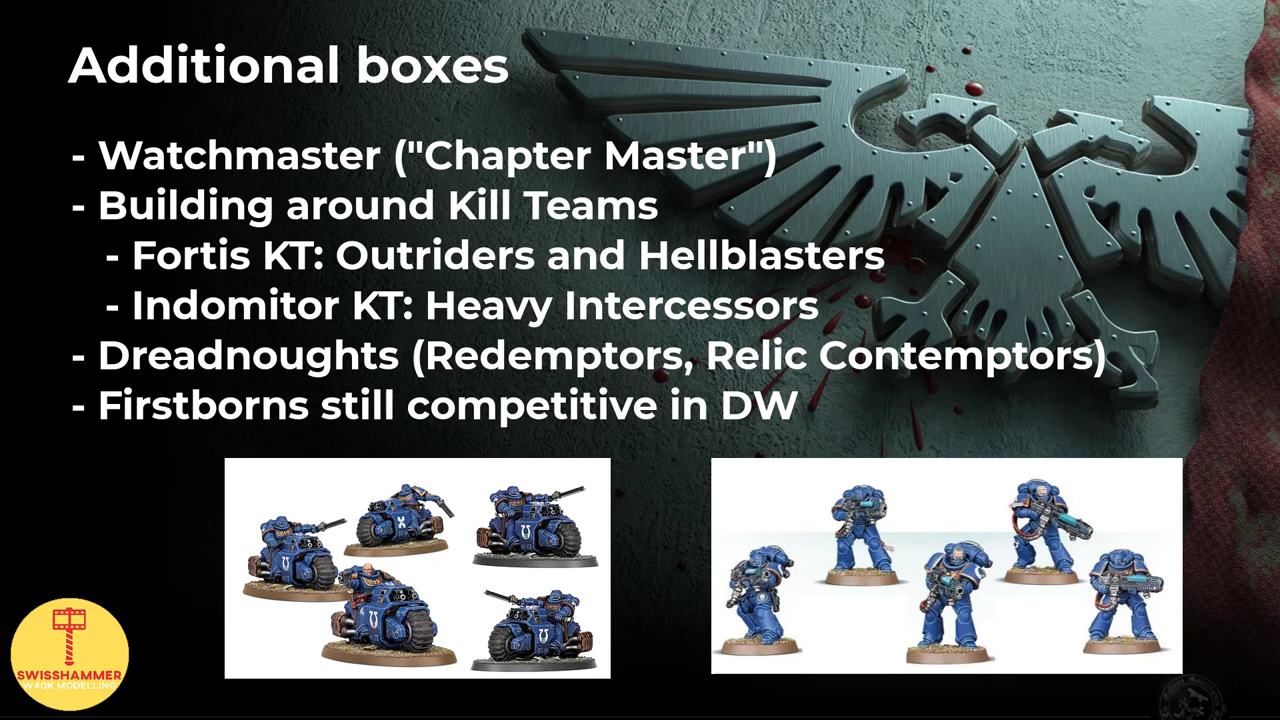 Additional boxes
- Watchmaster ("Chapter Master")
- Building around Kill Teams
- Fortis KT: Outriders and Hellblasters
- Indomitor KT: Heavy Intercessors
- Dreadnoughts (Redemptors, Relic Contemptors)
- Firstborns still competitive in DW
SWISSHAMMER
W40K MODELLING